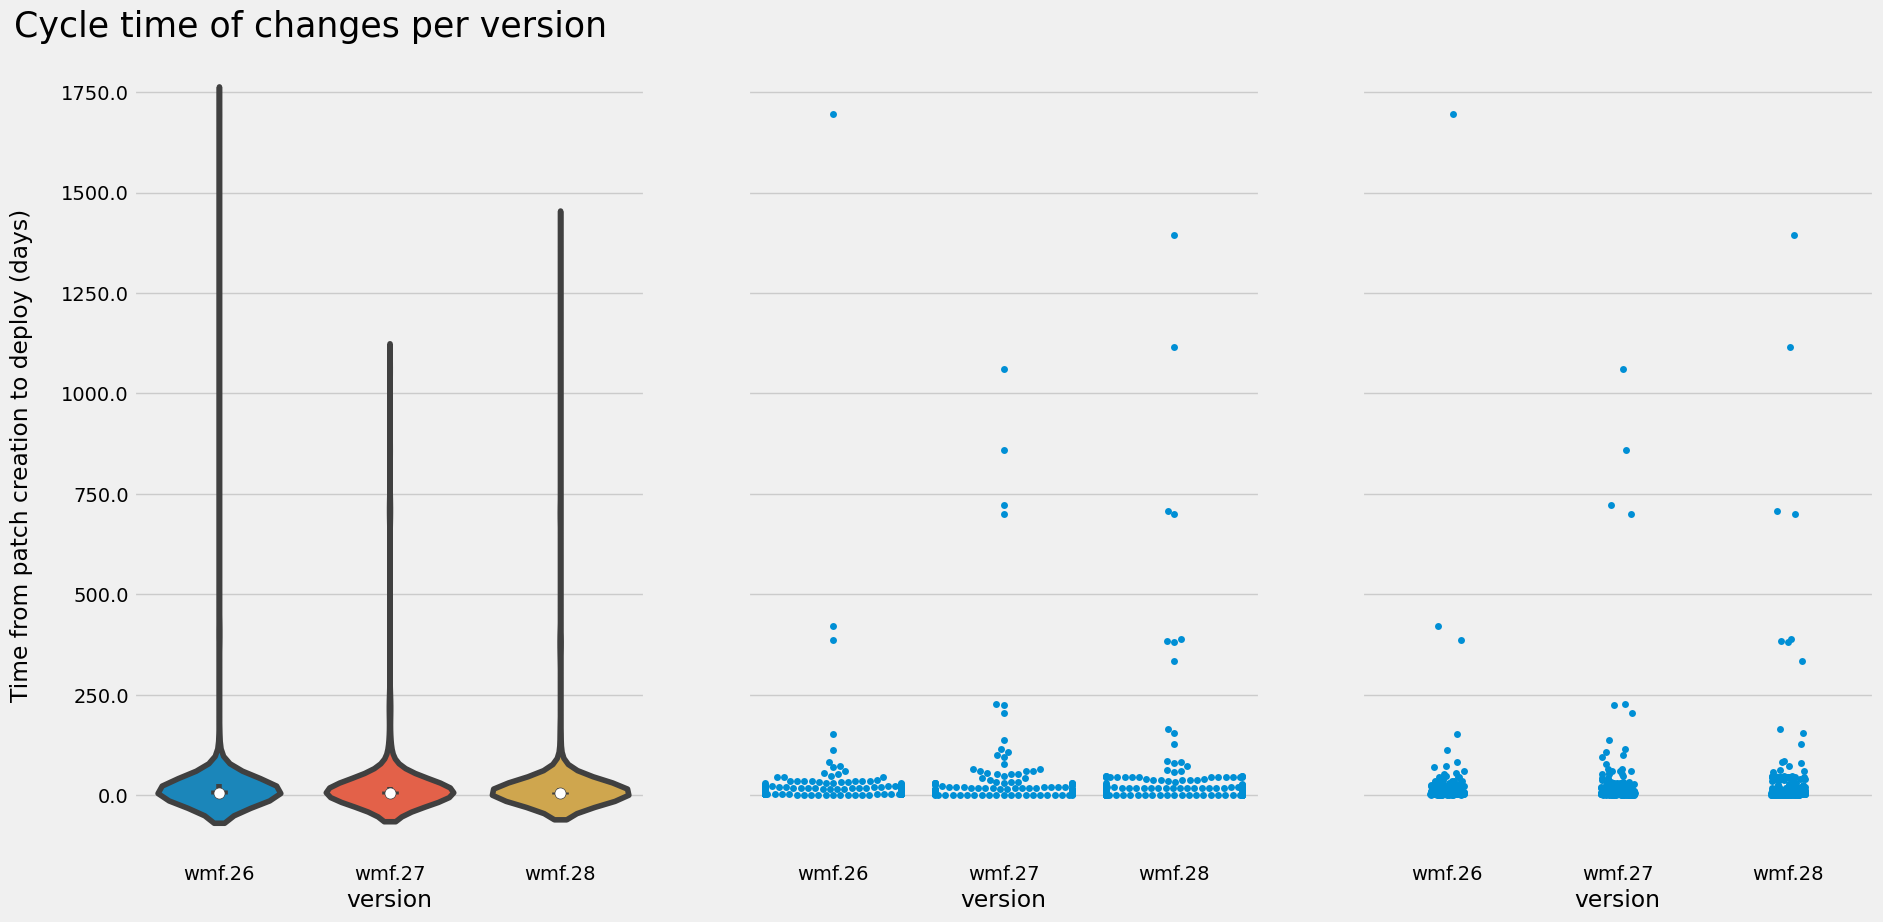 Cycle time of changes per version
Time from patch creation to deploy (days)
1750.0
1500.0
1250.0
1000.0
750.0
500.0
250.0
0.0
wmf.26 wmf.27 wmf.28
version
wmf.26 wmf.27 wmf.28
version
wmf.26 wmf.27 wmf.28
version